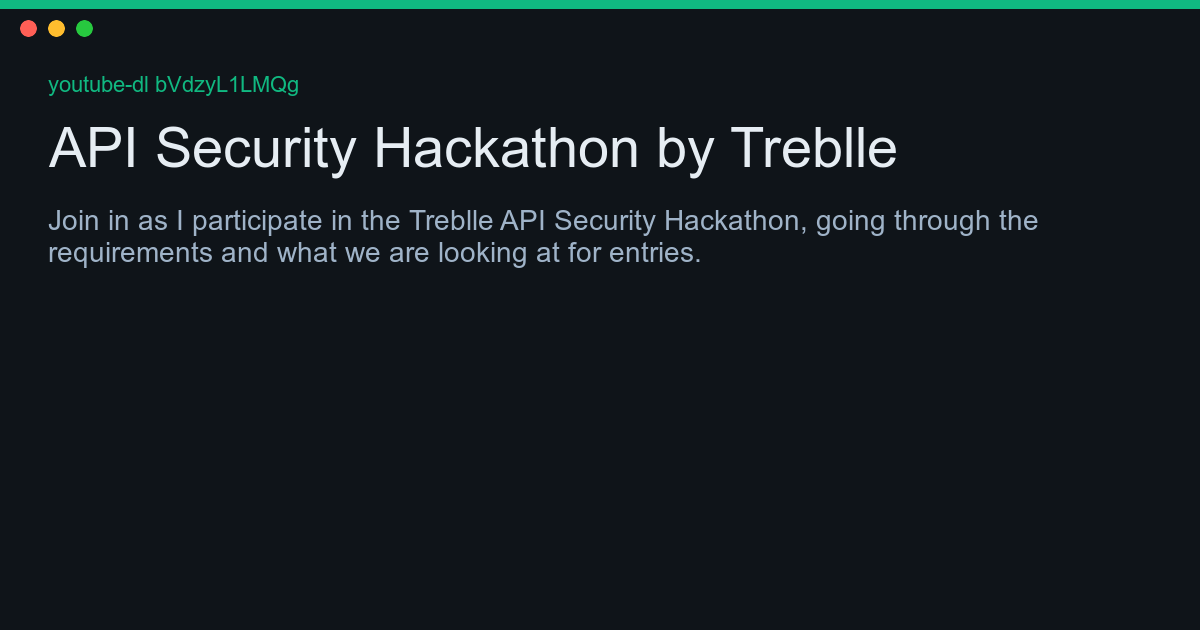 youtube-dl bVdzyL1LMQg
API Security Hackathon by Treblle
Join in as I participate in the Treblle API Security Hackathon, going through the
requirements and what we are looking at for entries.